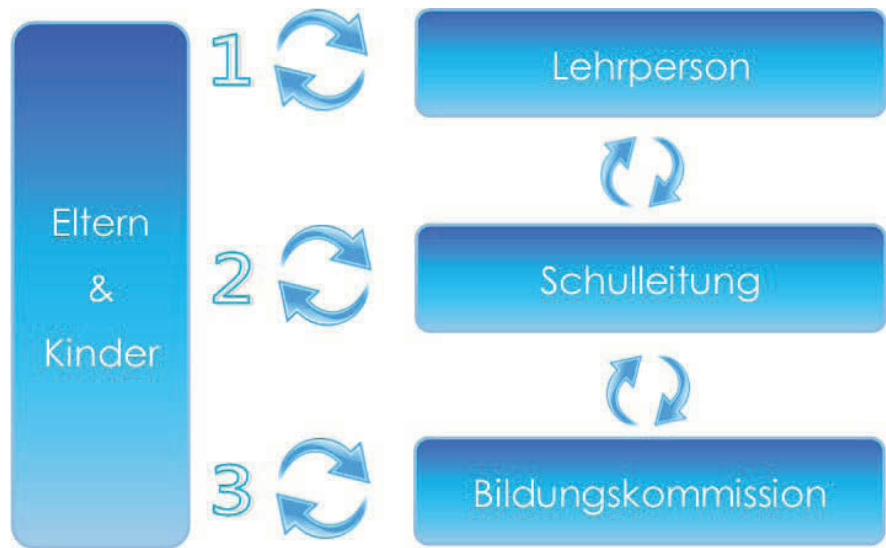 Eltern
&
Kinder
1
Lehrperson
2
Schulleitung
3
Bildungskommission